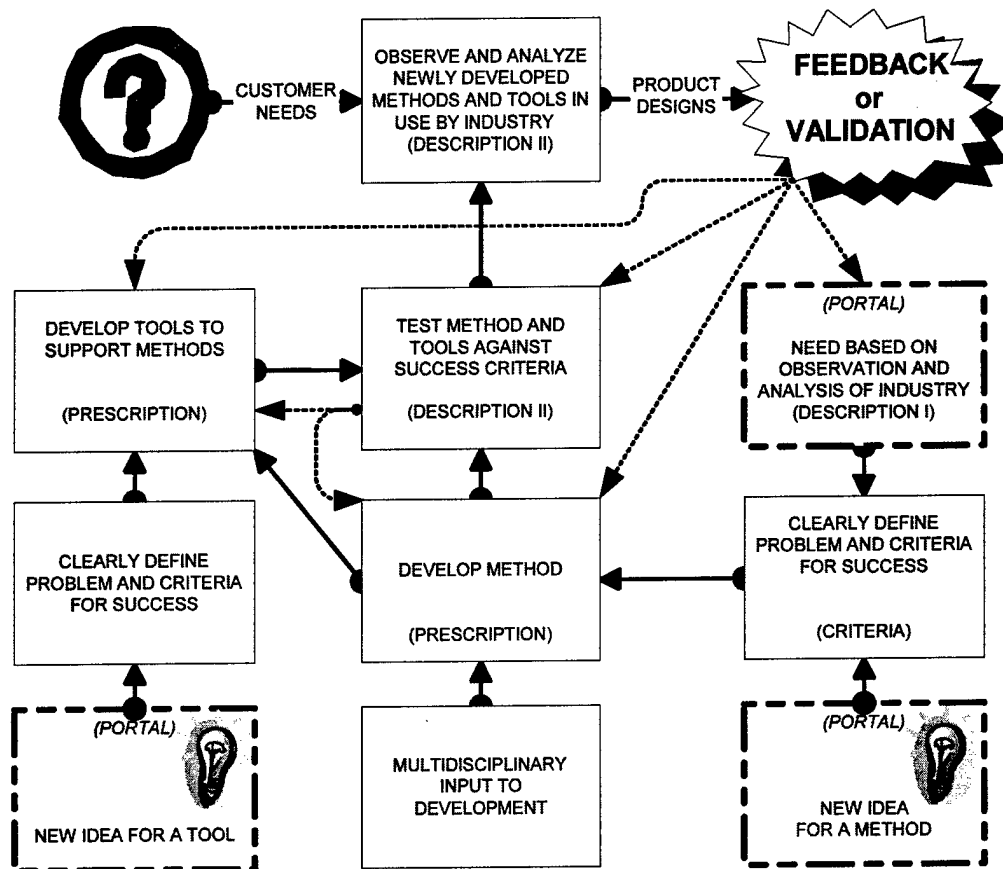 ?
CUSTOMER
NEEDS
OBSERVE AND ANALYZE
NEWLY DEVELOPED
METHODS AND TOOLS IN
USE BY INDUSTRY
(DESCRIPTION II)
PRODUCT
DESIGNS
FEEDBACK
or
VALIDATION
DEVELOP TOOLS TO
SUPPORT METHODS
(PRESCRIPTION)
TEST METHOD AND
TOOLS AGAINST
SUCCESS CRITERIA
(DESCRIPTION II)
(PORTAL)
NEED BASED ON
OBSERVATION AND
ANALYSIS OF INDUSTRY
(DESCRIPTION I)
CLEARLY DEFINE
PROBLEM AND CRITERIA
FOR SUCCESS
DEVELOP METHOD
(PRESCRIPTION)
CLEARLY DEFINE
PROBLEM AND CRITERIA
FOR SUCCESS
(CRITERIA)
(PORTAL)
NEW IDEA FOR A TOOL
MULTIDISCIPLINARY
INPUT TO
DEVELOPMENT
(PORTAL)
NEW IDEA
FOR A METHOD